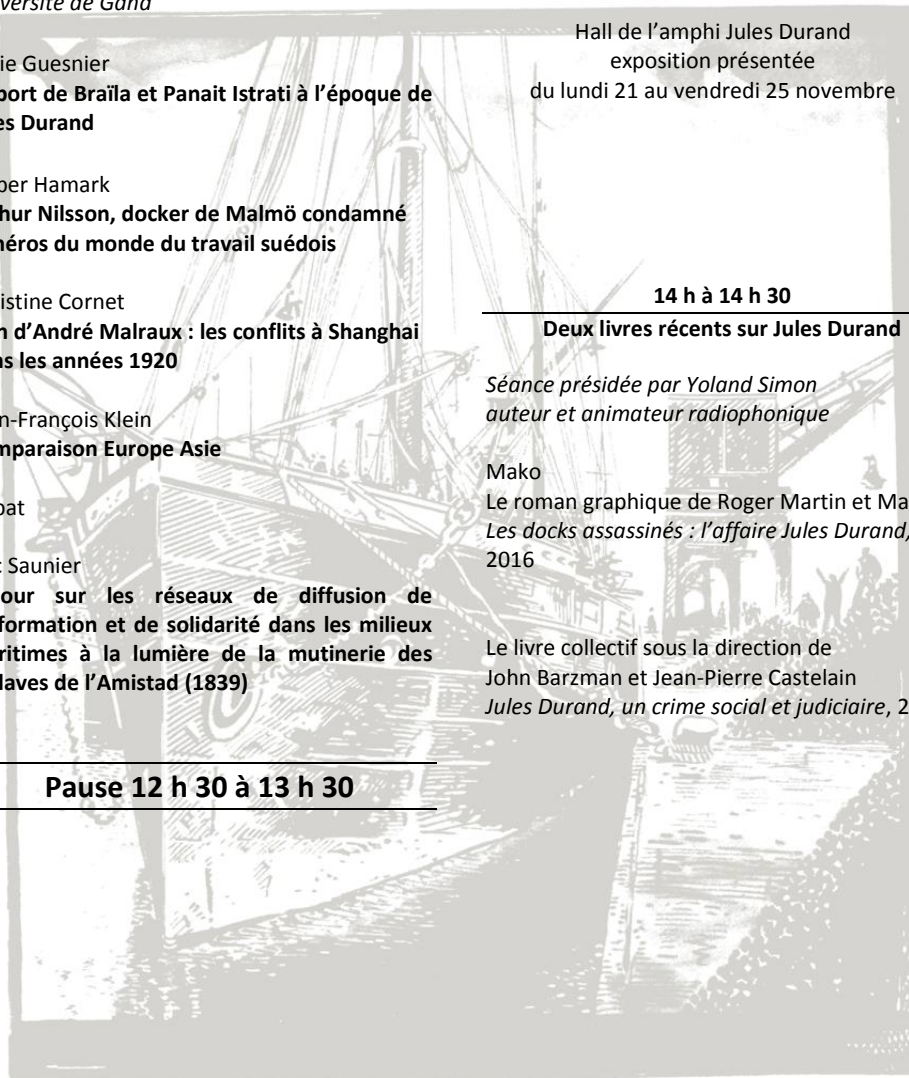 versité de Gand
ie Guesnier
port de Braïla et Panait Istrati à l’époque de
es Durand
per Hamark
hur Nilsson, docker de Malmö condamné
héros du monde du travail suédois
istine Cornet
n d’André Malraux : les conflits à Shanghai
ns les années 1920
n-François Klein
mparaison Europe Asie
bat
c Saunier
our sur les réseaux de diffusion de
formation et de solidarité dans les milieux
ritimes à la lumière de la mutinerie des
laves de l’Amistad (1839)
Pause 12 h 30 à 13 h 30
Hall de l’amphi Jules Durand
exposition présentée
du lundi 21 au vendredi 25 novembre
14 h à 14 h 30
Deux livres récents sur Jules Durand
Séance présidée par Yoland Simon
auteur et animateur radiophonique
Mako
Le roman graphique de Roger Martin et Ma
Les docks assassinés : l’affaire Jules Durand,
2016
Le livre collectif sous la direction de
John Barzman et Jean-Pierre Castelain
Jules Durand, un crime social et judiciaire, 2